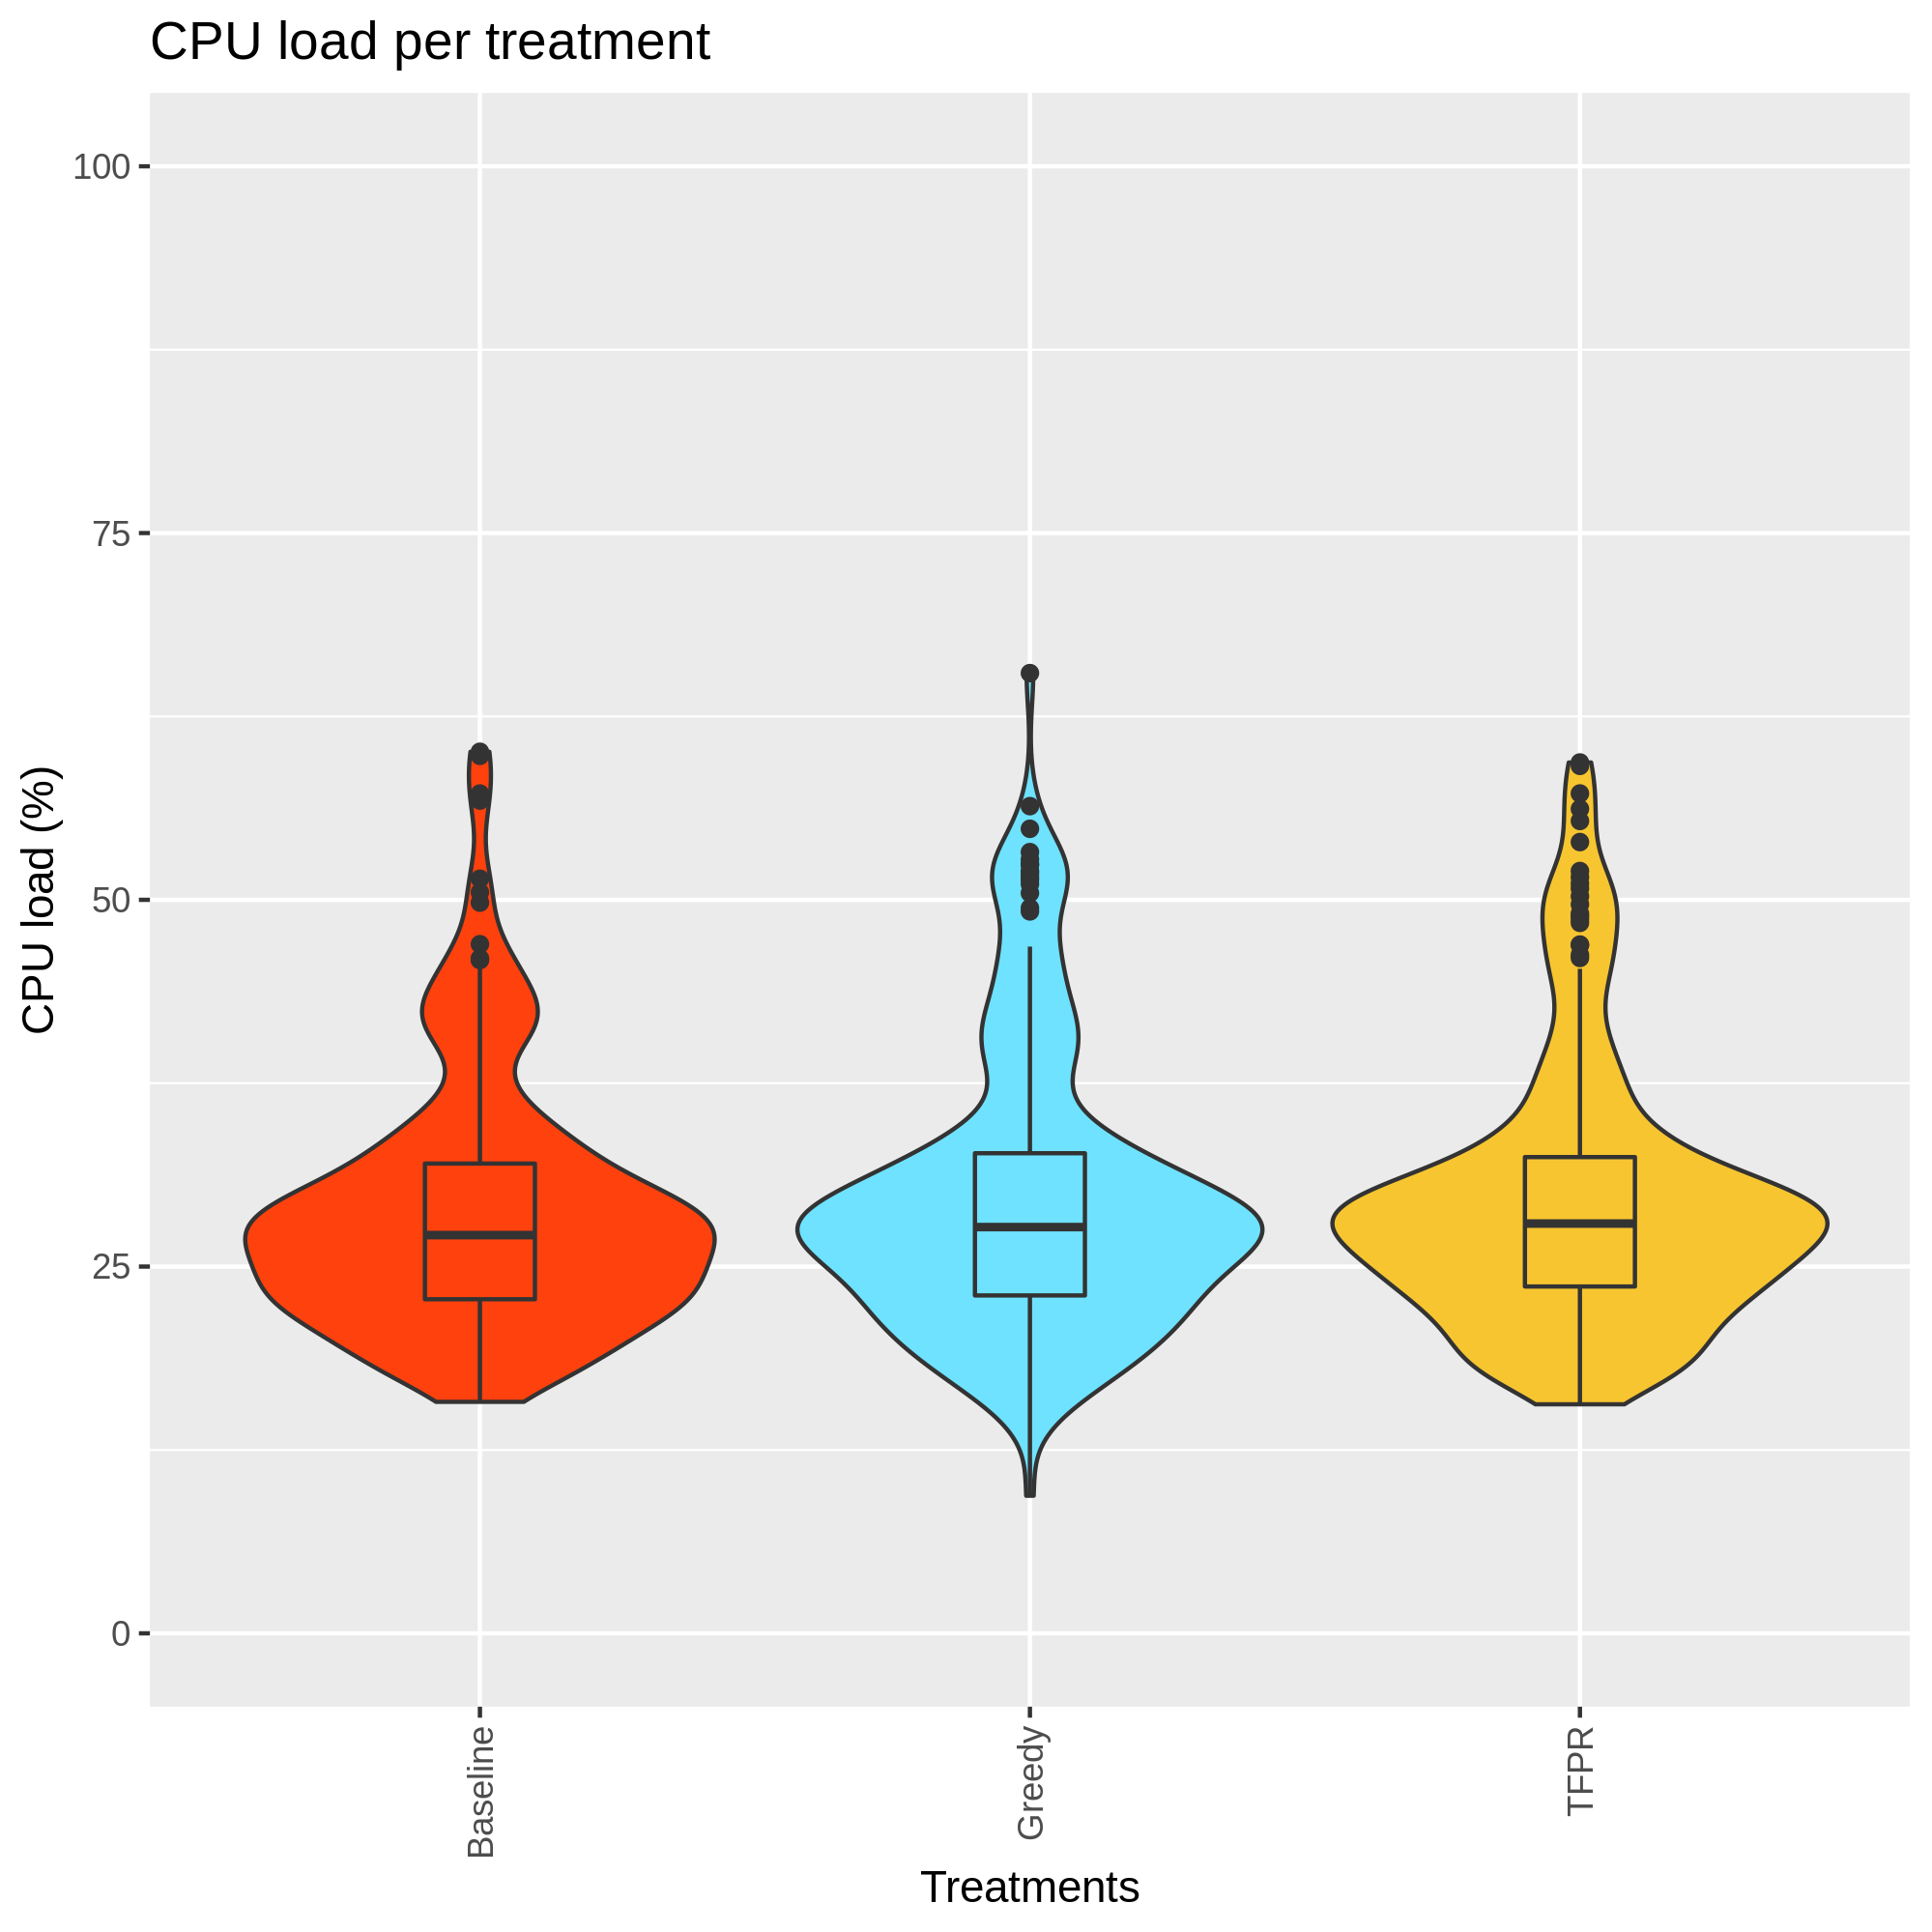 CPU load per treatment
100
75
50
25
0
CPU load (%)
Baseline
Greedy
TFPR
Treatments